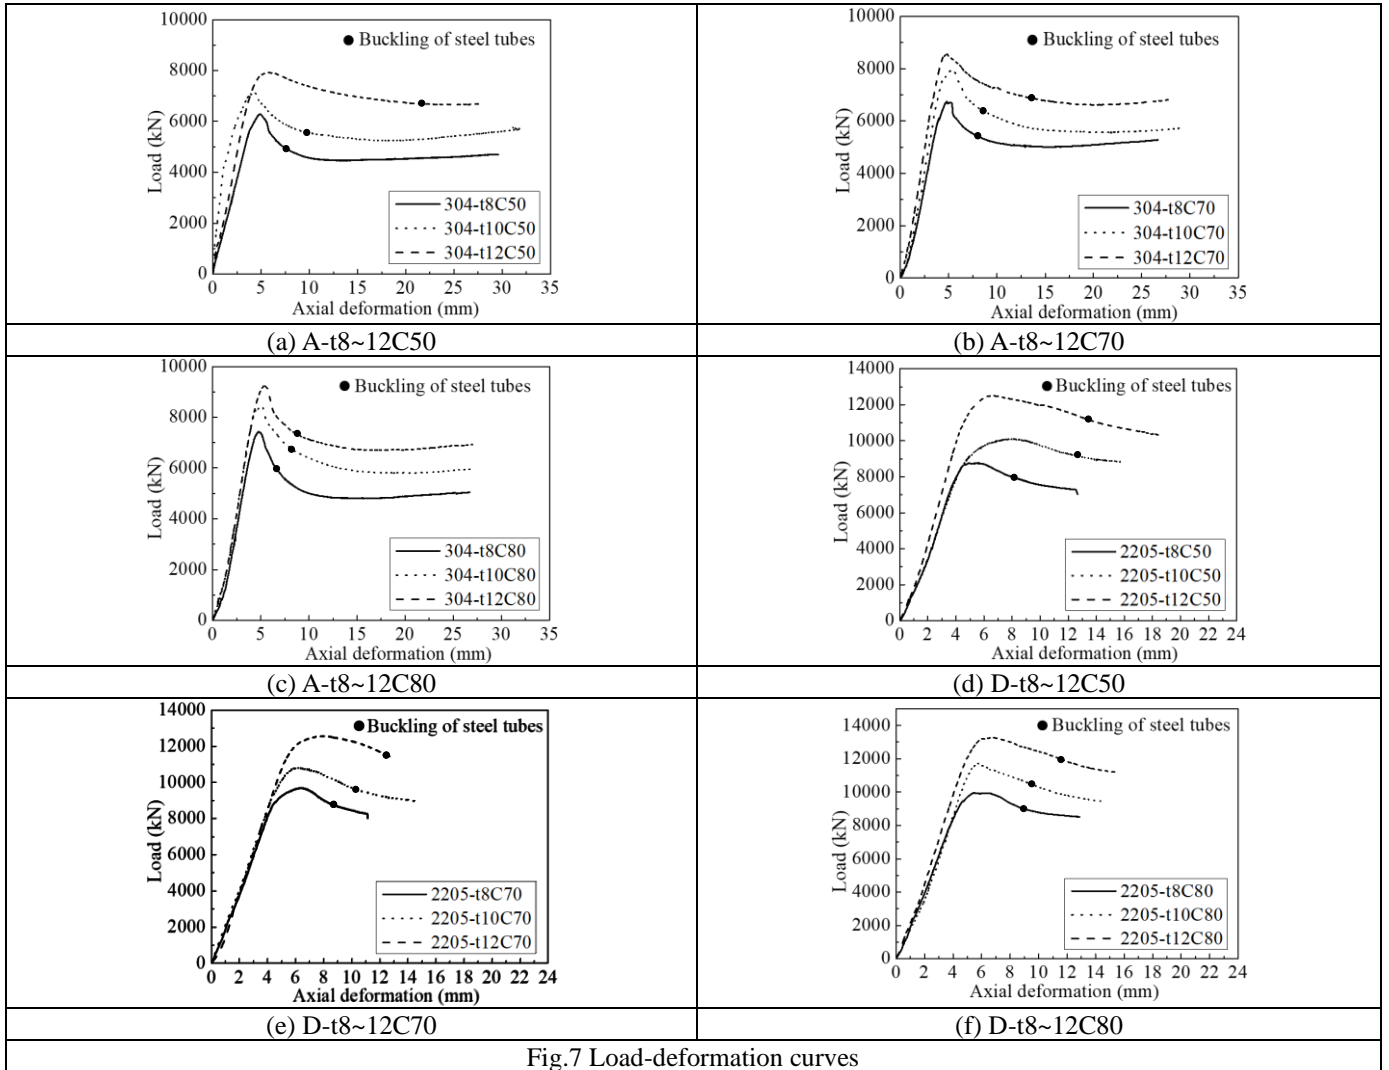 10000
8000
6000
4000
2000
0
Load (kN)
● Buckling of steel tubes
304-t8C50
304-t10C50
304-t12C50
0 5 10 15 20 25 30 35
Axial deformation (mm)
(a) A-t8~12C50
10000
8000
6000
4000
2000
0
Load (kN)
● Buckling of steel tubes
304-t8C70
304-t10C70
304-t12C70
0 5 10 15 20 25 30 35
Axial deformation (mm)
(b) A-t8~12C70
10000
8000
6000
4000
2000
0
Load (kN)
● Buckling of steel tubes
304-t8C80
304-t10C80
304-t12C80
0 5 10 15 20 25 30 35
Axial deformation (mm)
(c) A-t8~12C80
14000
12000
10000
8000
6000
4000
2000
0
Load (kN)
● Buckling of steel tubes
2205-t8C50
2205-t10C50
2205-t12C50
0 2 4 6 8 10 12 14 16 18 20 22 24
Axial deformation (mm)
(d) D-t8~12C50
14000
12000
10000
8000
6000
4000
2000
0
Load (kN)
● Buckling of steel tubes
2205-t8C70
2205-t10C70
2205-t12C70
0 2 4 6 8 10 12 14 16 18 20 22 24
Axial deformation (mm)
(e) D-t8~12C70
14000
12000
10000
8000
6000
4000
2000
0
Load (kN)
● Buckling of steel tubes
2205-t8C80
2205-t10C80
2205-t12C80
0 2 4 6 8 10 12 14 16 18 20 22 24
Axial deformation (mm)
(f) D-t8~12C80
Fig.7 Load-deformation curves